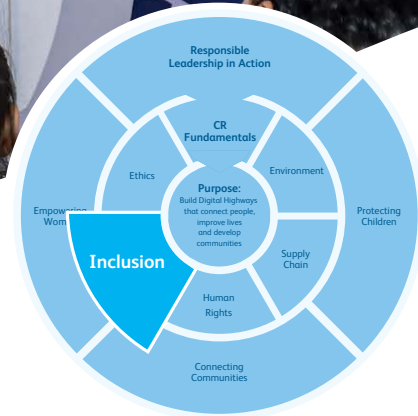 Responsible
Leadership in Action
CR
Fundamentals
Ethics
Environment
Purpose:
Build Digital Highways
that connect people,
improve lives
and develop
communities
Empowering
Protecting
Children
Inclusion
Supply
Chain
Human
Rights
Connecting
Communities